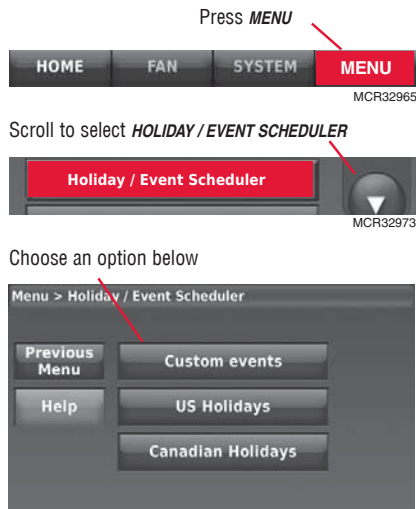 Press MENU
HOME FAN SYSTEM MENU
MCR32965
Scroll to select HOLIDAY / EVENT SCHEDULER
Holiday / Event Scheduler
MCR32973
Choose an option below
Menu > Holiday / Event Scheduler
Previous
Menu
Custom events
Help
US Holidays
Canadian Holidays